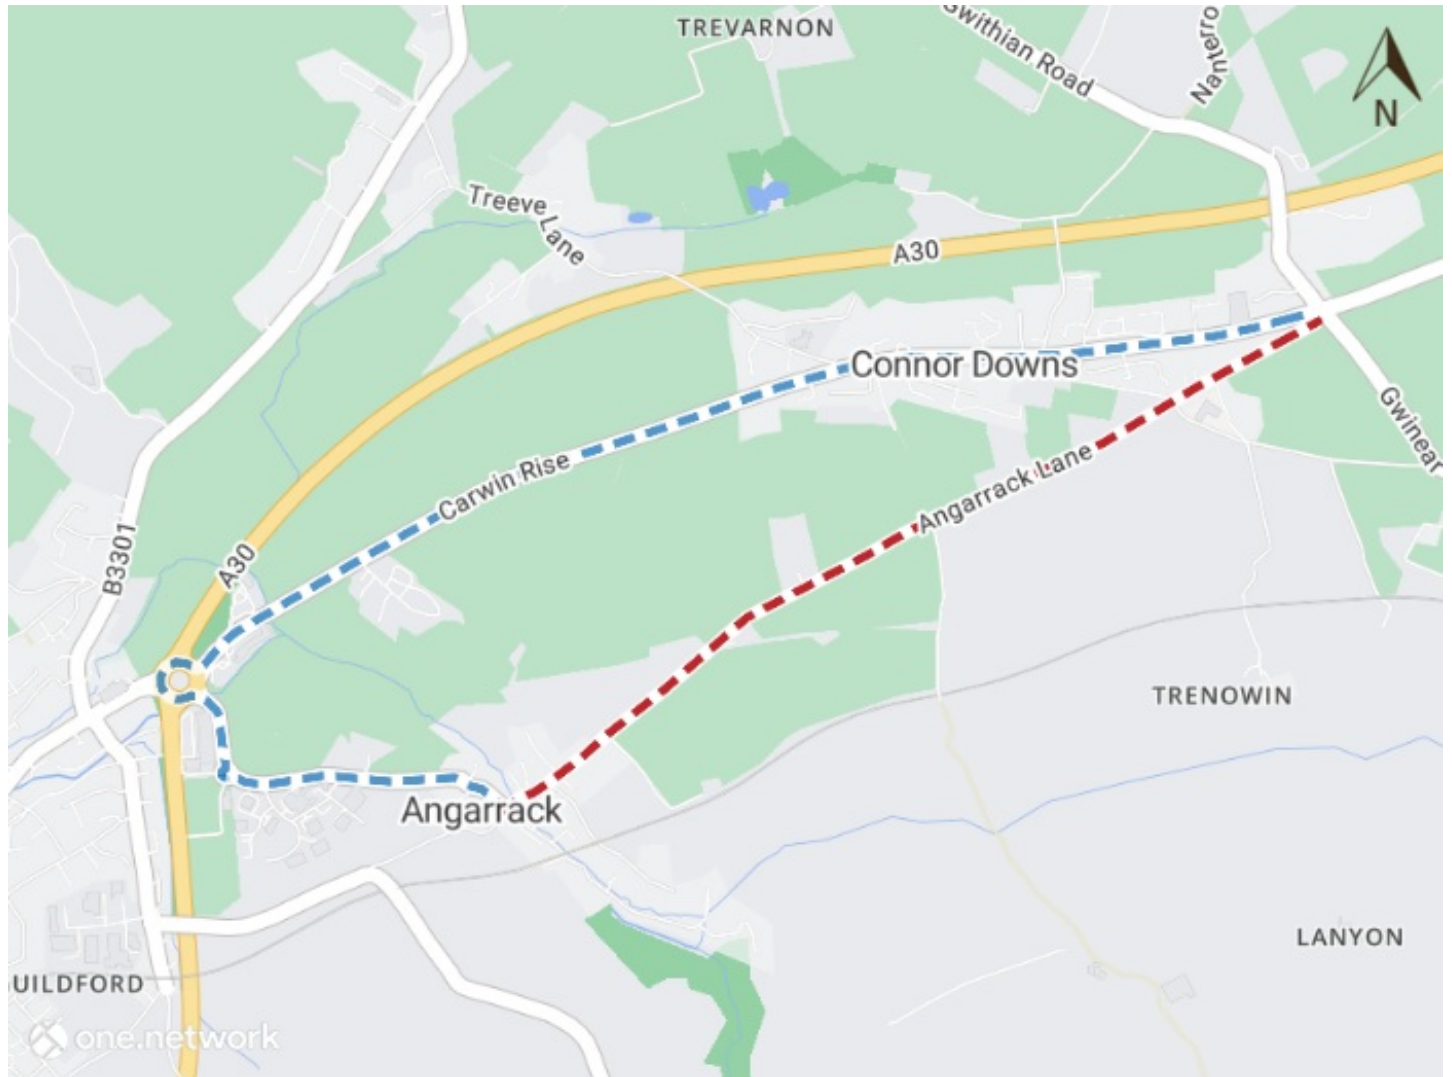 TREVARNON
Swithian Road
Nanterro
N
Treeve Lane
A30
Connor Downs
Gwinear
Carwin Rise
Angarrack Lane
B3301
A30
TRENOWIN
Angarrack
LANYON
UILDFORD
one.network